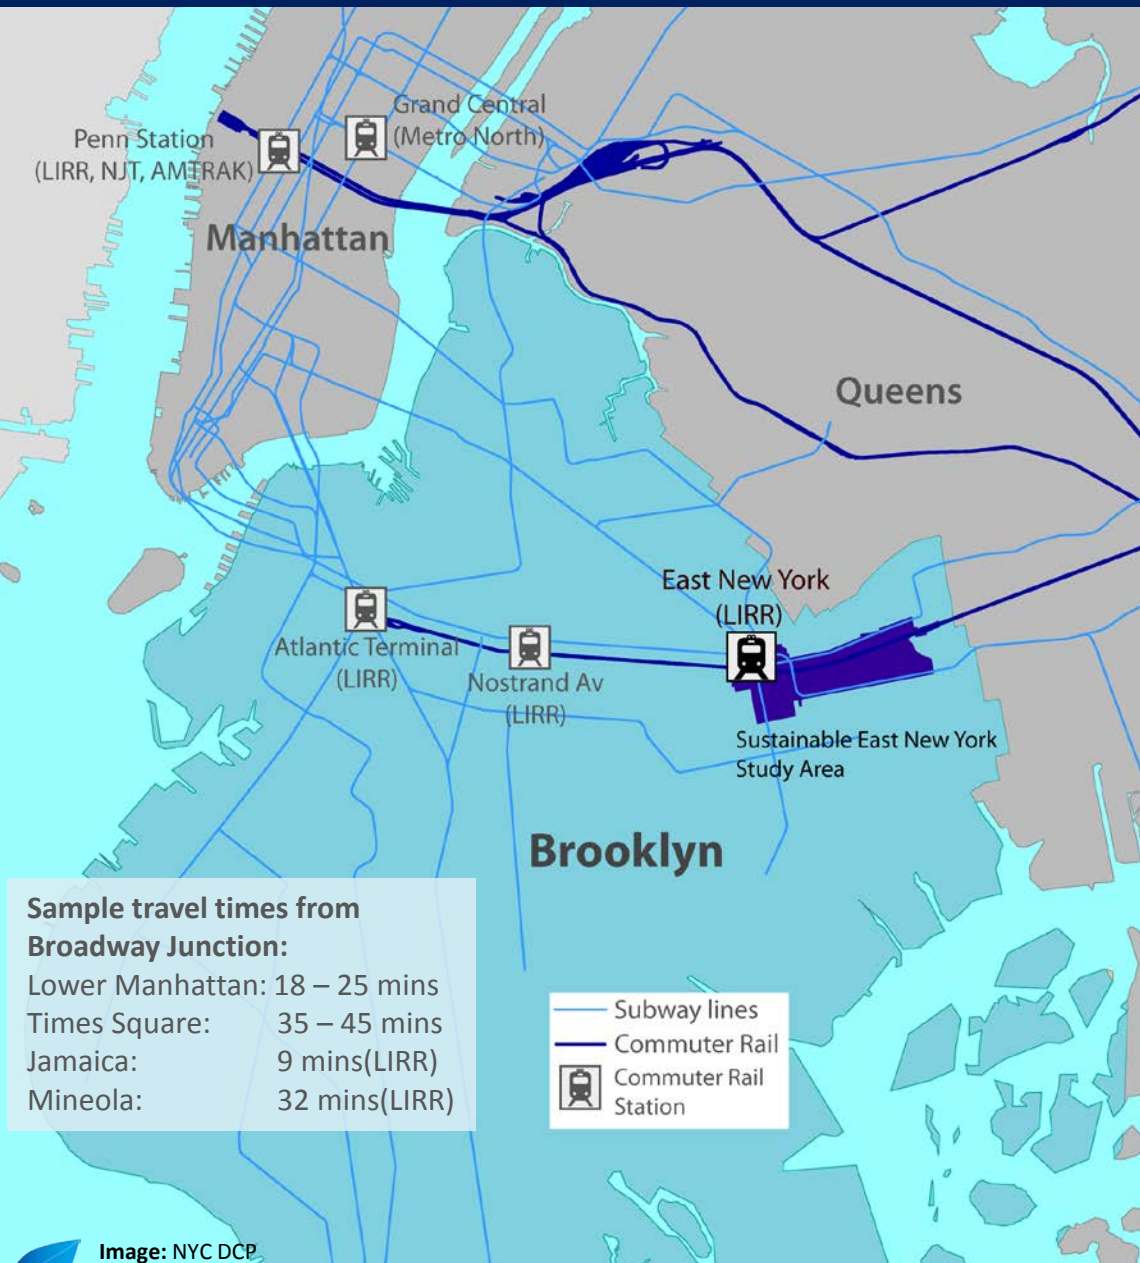 Grand Central
(Metro North)
Penn Station
(LIRR, NJT, AMTRAK)
Manhattan
Queens
East New York
(LIRR)
Atlantic Terminal
(LIRR)
Nostrand Av
(LIRR)
Sustainable East New York
Study Area
Brooklyn
Sample travel times from
Broadway Junction:
Lower Manhattan: 18 – 25 mins
Times Square: 35 – 45 mins
Jamaica: 9 mins(LIRR)
Mineola: 32 mins(LIRR)
Subway lines
Commuter Rail
Commuter Rail
Station
Image: NYC DCP